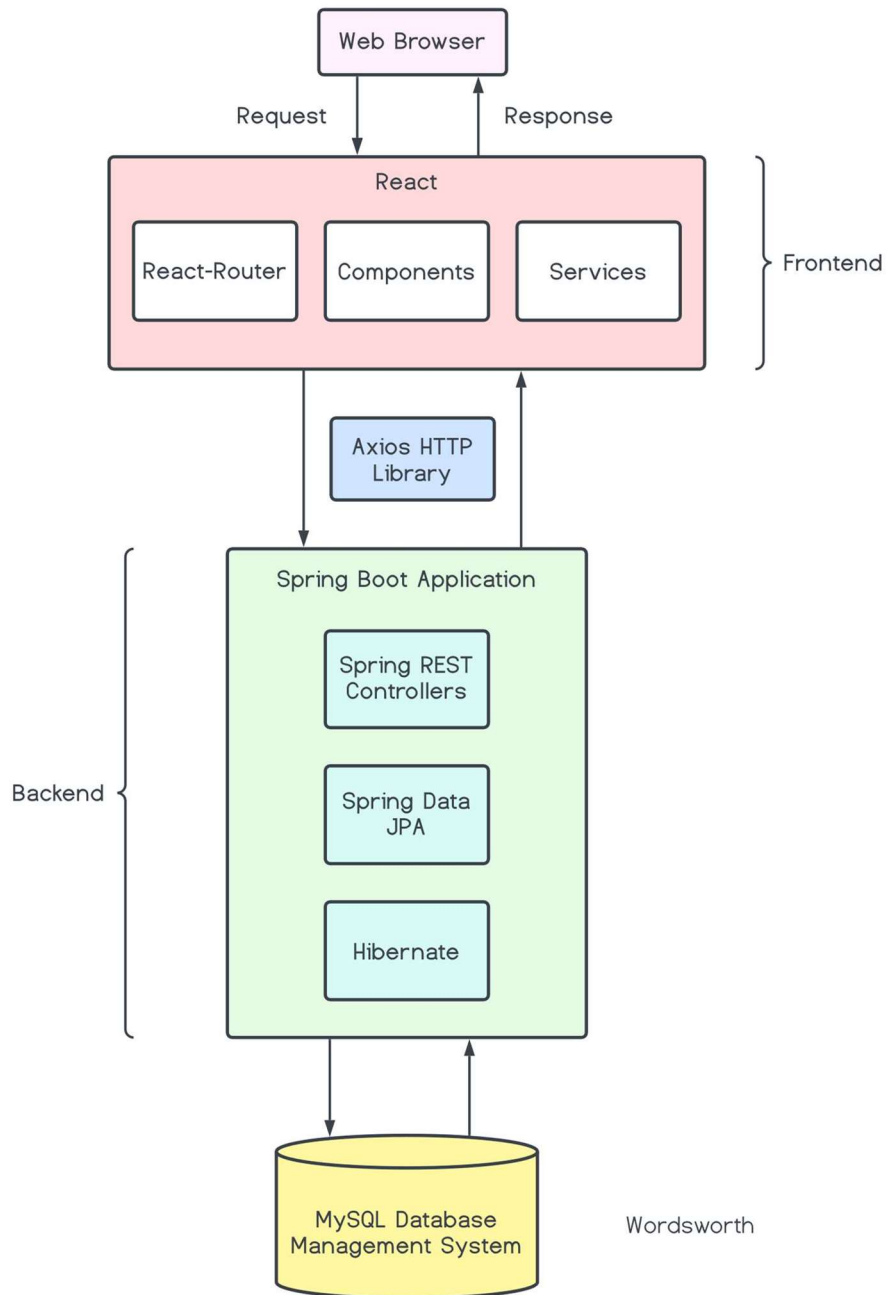 Web Browser
Request
Response
React
React-Router
Components
Services
Frontend
Axios HTTP
Library
Spring Boot Application
Spring REST
Controllers
Backend
Spring Data
JPA
Hibernate
MySQL Database
Management System
Wordsworth